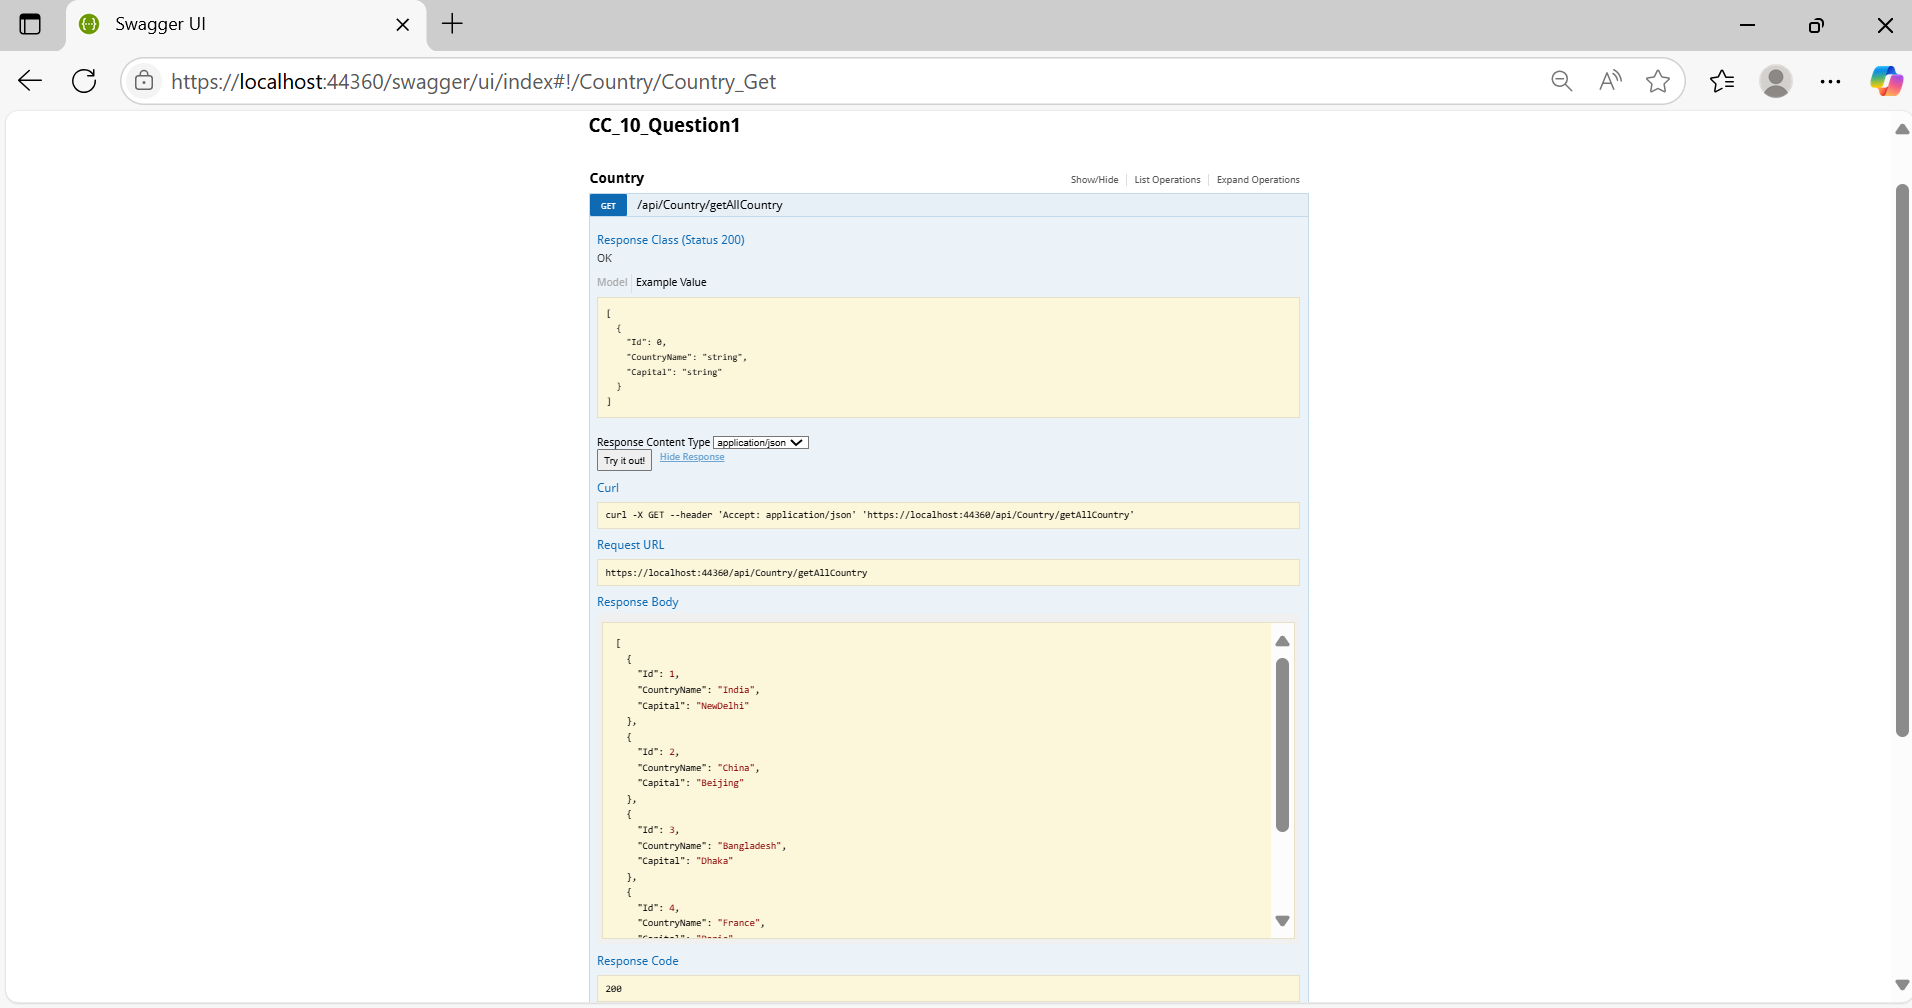 Swagger UI
https://localhost:44360/swagger/ui/index#!/Country/Country_Get
CC_10_Question1
Country
Show/Hide
List Operations
Expand Operations
GET
/api/Country/getAllCountry
Response Class (Status 200)
OK
Model
Example Value
[
{
"Id": 0,
"CountryName": "string",
"Capital": "string"
}
]
Response Content Type application/json
Try it out!
Hide Response
Curl
curl -X GET --header 'Accept: application/json' 'https://localhost:44360/api/Country/getAllCountry'
Request URL
https://localhost:44360/api/Country/getAllCountry
Response Body
[
{
"Id": 1,
"CountryName": "India",
"Capital": "NewDelhi"
},
{
"Id": 2,
"CountryName": "China",
"Capital": "Beijing"
},
{
"Id": 3,
"CountryName": "Bangladesh",
"Capital": "Dhaka"
},
{
"Id": 4,
"CountryName": "France",
Response Code
200